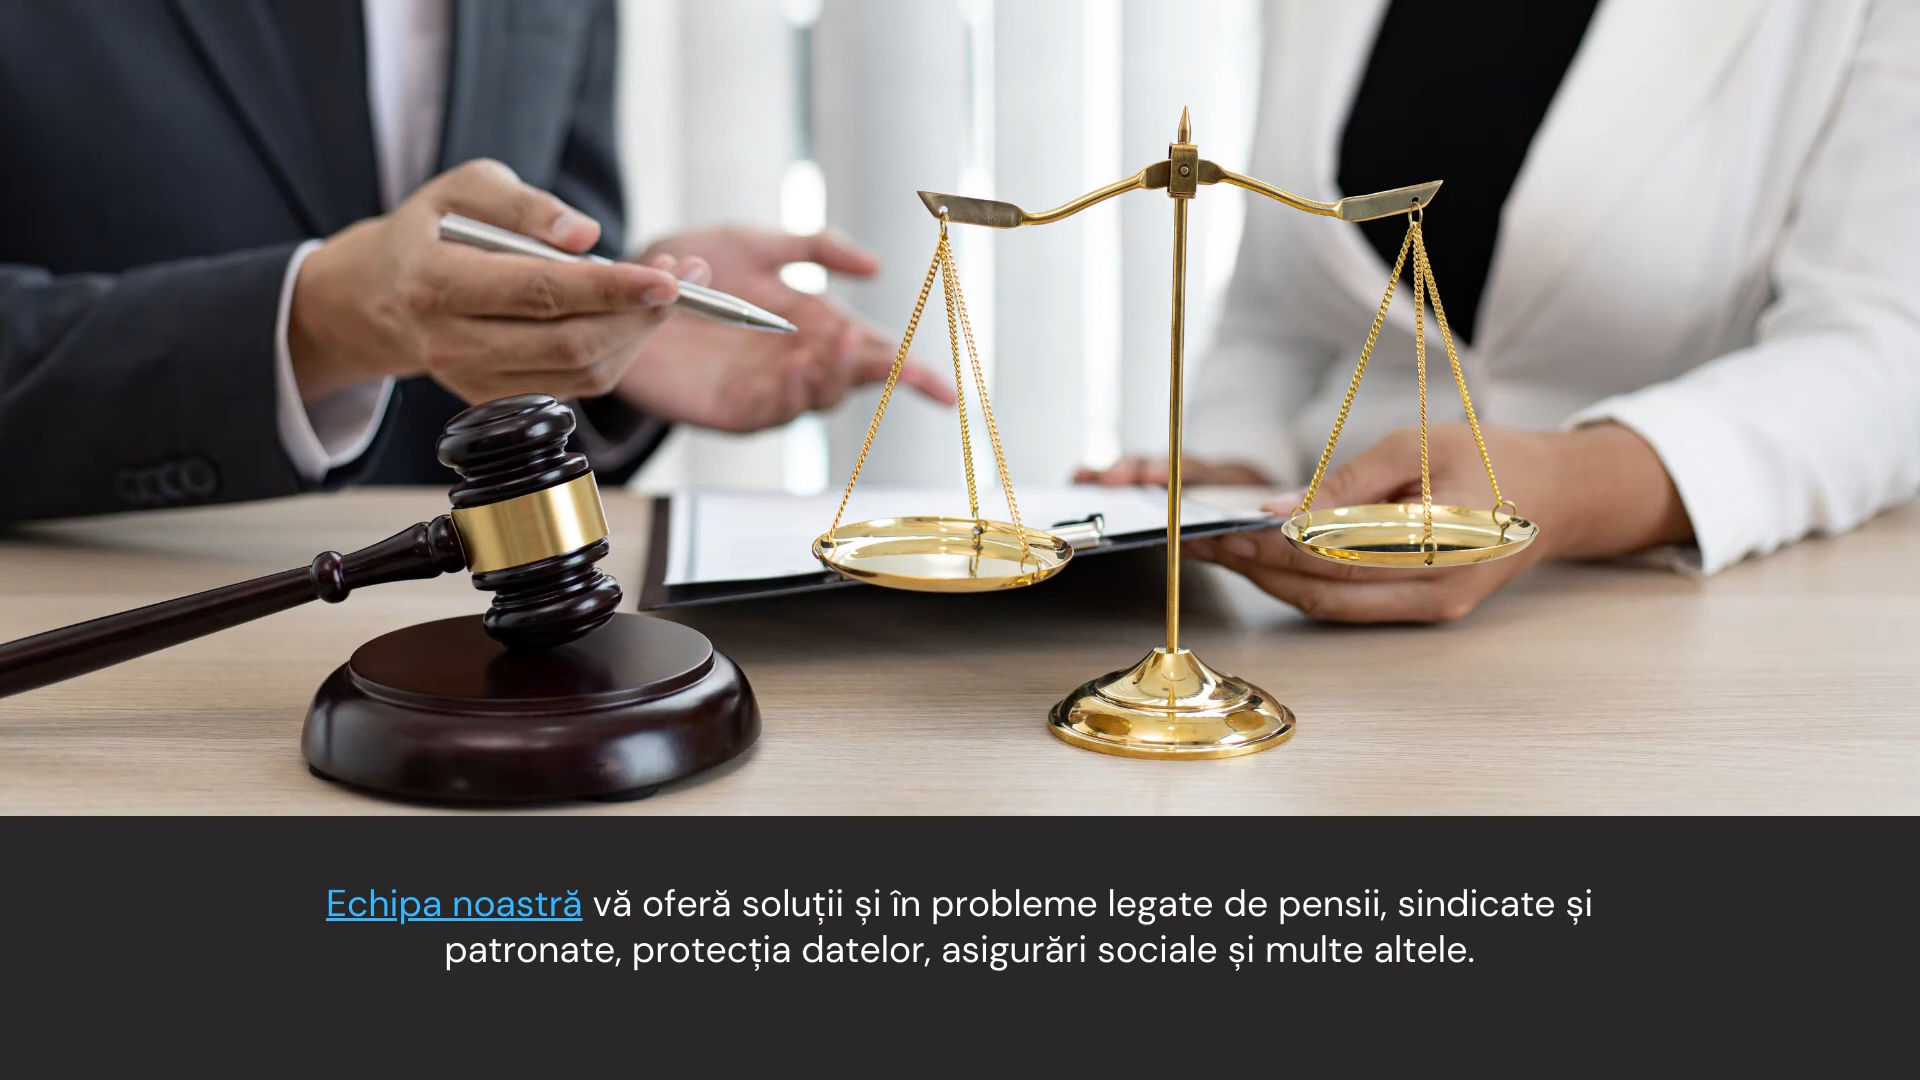 Echipa noastră vă oferă soluții și în probleme legate de pensii, sindicate și
patronate, protecția datelor, asigurări sociale și multe altele.